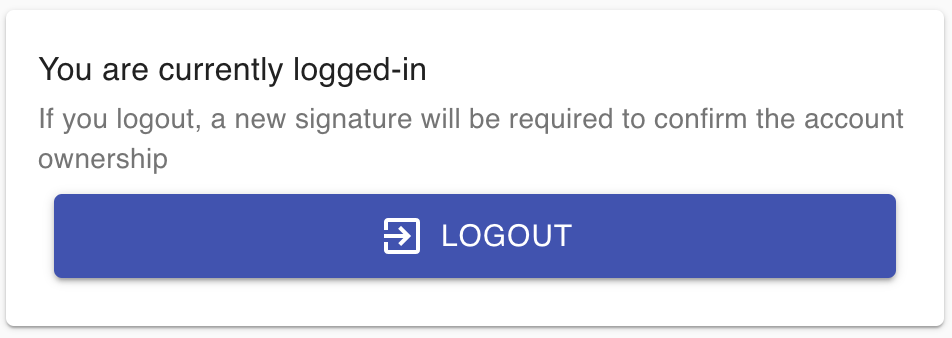 You are currently logged-in
If you logout, a new signature will be required to confirm the account
ownership
LOGOUT